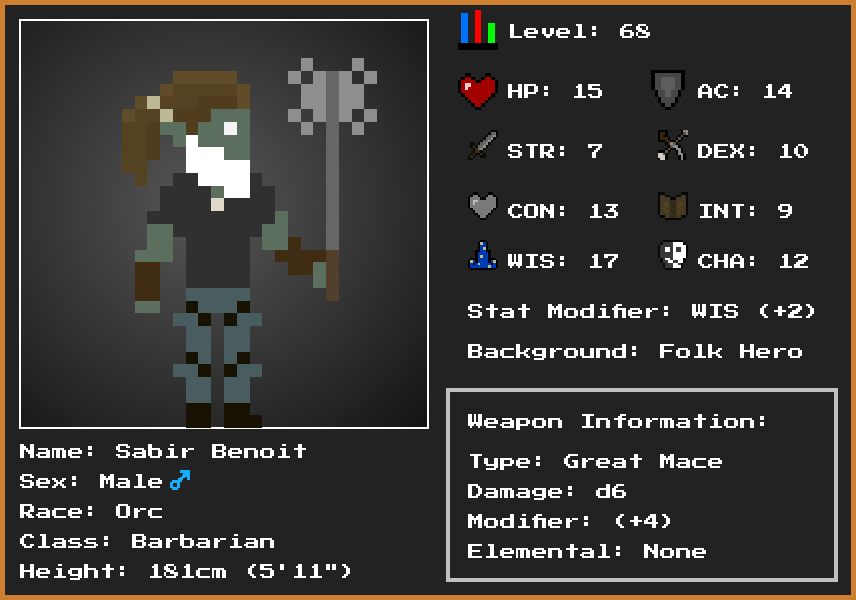 Level: 68
HP: 15
AC: 14
STR: 7
DEX: 10
CON: 13
INT: 9
WIS: 17
CHA: 12
Stat Modifier: WIS (+2)
Background: Folk Hero
Weapon Information:
Type: Great Mace
Damage: d6
Modifier: (+4)
Elemental: None
Name: Sabir Benoit
Sex: Male ♂
Race: Orc
Class: Barbarian
Height: 181cm (5'11")